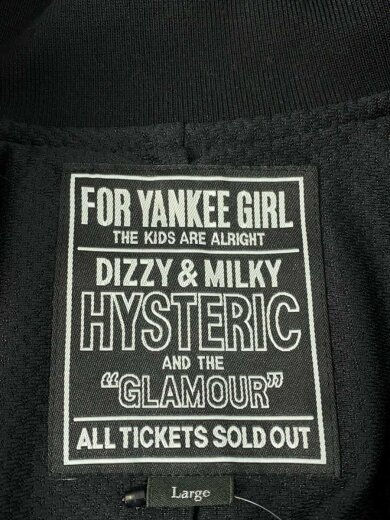 FOR YANKEE GIRL
THE KIDS ARE ALRIGHT
DIZZY & MILKY
HYSTERIC
AND THE
"GLAMOUR"
ALL TICKETS SOLD OUT
Large